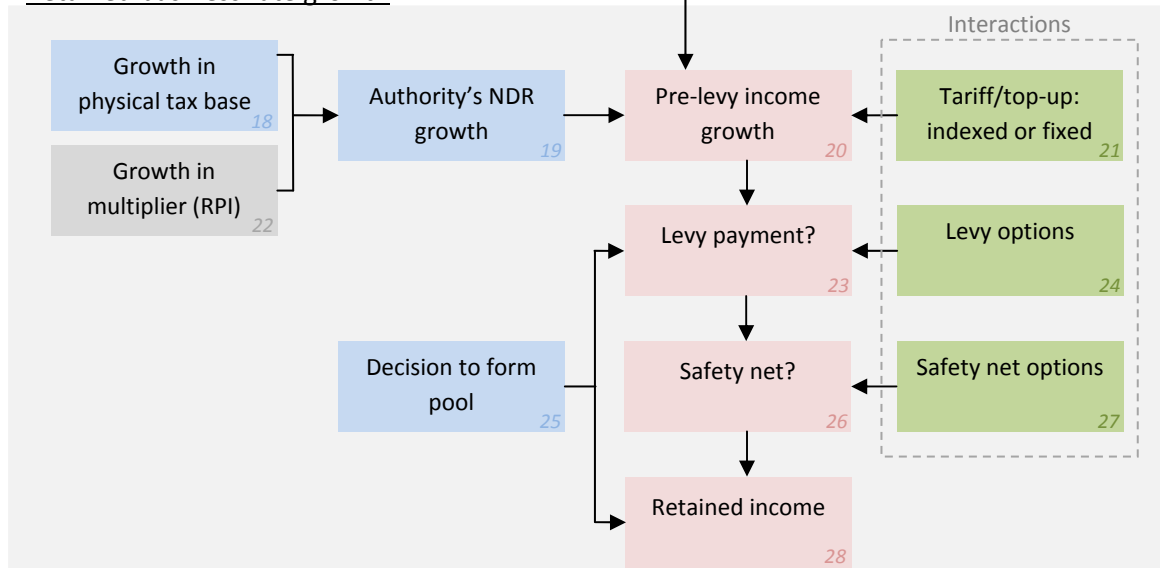 Interactions
Growth in
physical tax base
18
Authority's NDR
growth
19
Pre-levy income
growth
20
Tariff/top-up:
indexed or fixed
21
Growth in
multiplier (RPI)
22
Levy payment?
23
Levy options
24
Decision to form
pool
25
Safety net?
26
Safety net options
27
Retained income
28